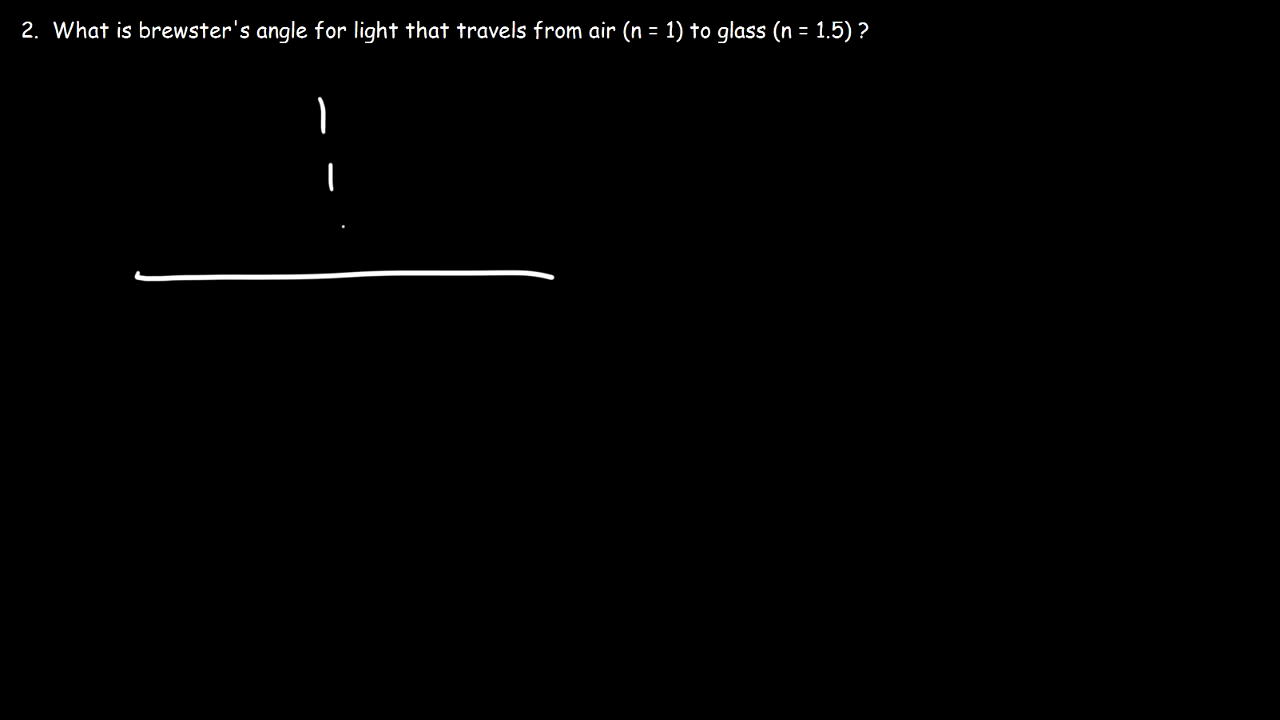 2. What is brewster's angle for light that travels from air (n = 1) to glass (n = 1.5) ?